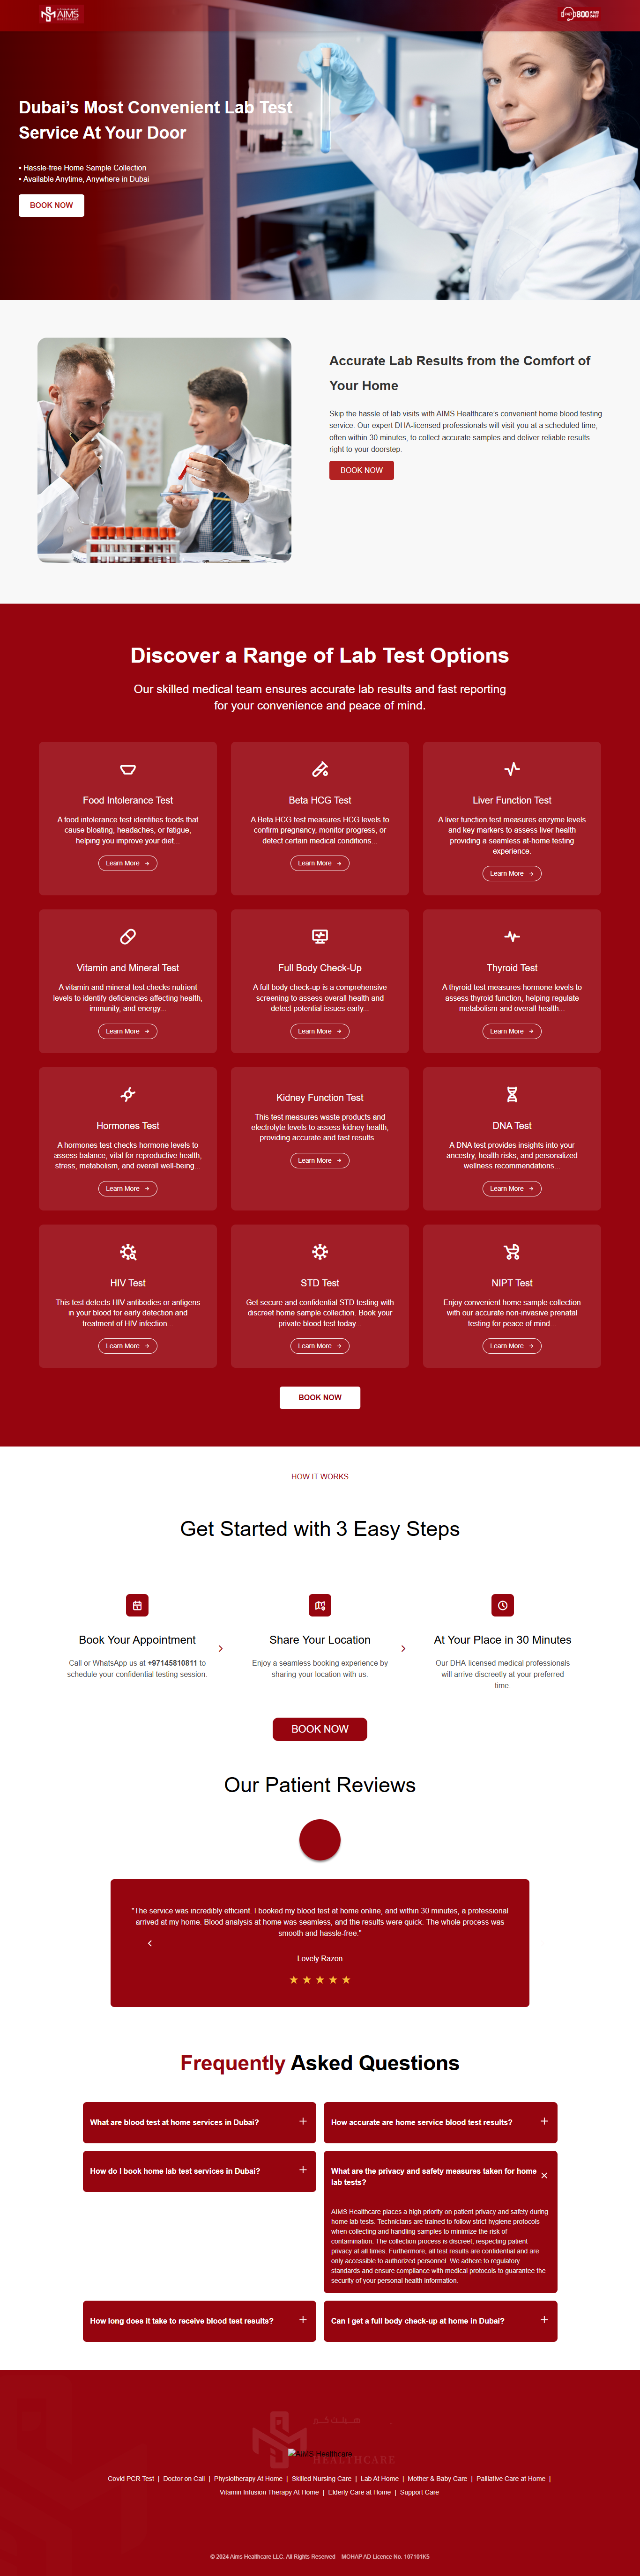 AIMS
800 AIMS
2467
Dubai’s Most Convenient Lab Test
Service At Your Door
• Hassle-free Home Sample Collection
• Available Anytime, Anywhere in Dubai
BOOK NOW
Accurate Lab Results from the Comfort of
Your Home
Skip the hassle of lab visits with AIMS Healthcare’s convenient home blood testing
service. Our expert DHA-licensed professionals will visit you at a scheduled time,
often within 30 minutes, to collect accurate samples and deliver reliable results
right to your doorstep.
BOOK NOW
Discover a Range of Lab Test Options
Our skilled medical team ensures accurate lab results and fast reporting
for your convenience and peace of mind.
Food Intolerance Test
A food intolerance test identifies foods that
cause bloating, headaches, or fatigue,
helping you improve your diet...
Learn More
Beta HCG Test
A Beta HCG test measures HCG levels to
confirm pregnancy, monitor progress, or
detect certain medical conditions...
Learn More
Liver Function Test
A liver function test measures enzyme levels
and key markers to assess liver health
providing a seamless at-home testing
experience.
Learn More
Vitamin and Mineral Test
A vitamin and mineral test checks nutrient
levels to identify deficiencies affecting health,
immunity, and energy...
Learn More
Full Body Check-Up
A full body check-up is a comprehensive
screening to assess overall health and
detect potential issues early...
Learn More
Thyroid Test
A thyroid test measures hormone levels to
assess thyroid function, helping regulate
metabolism and overall health...
Learn More
Hormones Test
A hormones test checks hormone levels to
assess balance, vital for reproductive health,
stress, metabolism, and overall well-being...
Learn More
Kidney Function Test
This test measures waste products and
electrolyte levels to assess kidney health,
providing accurate and fast results...
Learn More
DNA Test
A DNA test provides insights into your
ancestry, health risks, and personalized
wellness recommendations...
Learn More
HIV Test
This test detects HIV antibodies or antigens
in your blood for early detection and
treatment of HIV infection...
Learn More
STD Test
Get secure and confidential STD testing with
discreet home sample collection. Book your
private blood test today...
Learn More
NIPT Test
Enjoy convenient home sample collection
with our accurate non-invasive prenatal
testing for peace of mind...
Learn More
BOOK NOW
HOW IT WORKS
Get Started with 3 Easy Steps
Book Your Appointment
Call or WhatsApp us at +97145810811 to
schedule your confidential testing session.
Share Your Location
Enjoy a seamless booking experience by
sharing your location with us.
At Your Place in 30 Minutes
Our DHA-licensed medical professionals
will arrive discreetly at your preferred
time.
BOOK NOW
Our Patient Reviews
"The service was incredibly efficient. I booked my blood test at home online, and within 30 minutes, a professional
arrived at my home. Blood analysis at home was seamless, and the results were quick. The whole process was
smooth and hassle-free."
Lovely Razon
Frequently Asked Questions
What are blood test at home services in Dubai?
How accurate are home service blood test results?
How do I book home lab test services in Dubai?
What are the privacy and safety measures taken for home
lab tests?
AIMS Healthcare places a high priority on patient privacy and safety during
home lab tests. Technicians are trained to follow strict hygiene protocols
when collecting and handling samples to minimize the risk of
contamination. The collection process is discreet, respecting patient
privacy at all times. Furthermore, all test results are confidential and are
only accessible to authorized personnel. We adhere to regulatory
standards and compliance with medical protocols to guarantee the
security of your personal health information.
How long does it take to receive blood test results?
Can I get a full body check-up at home in Dubai?
AIMS Healthcare
HEALTHCARE
Covid PCR Test | Doctor on Call | Physiotherapy At Home | Skilled Nursing Care | Lab At Home | Mother & Baby Care | Palliative Care at Home |
Vitamin Infusion Therapy At Home | Elderly Care at Home | Support Care
© 2024 Aims Healthcare LLC. All Rights Reserved – MOHAP AD Licence No. 107101K5